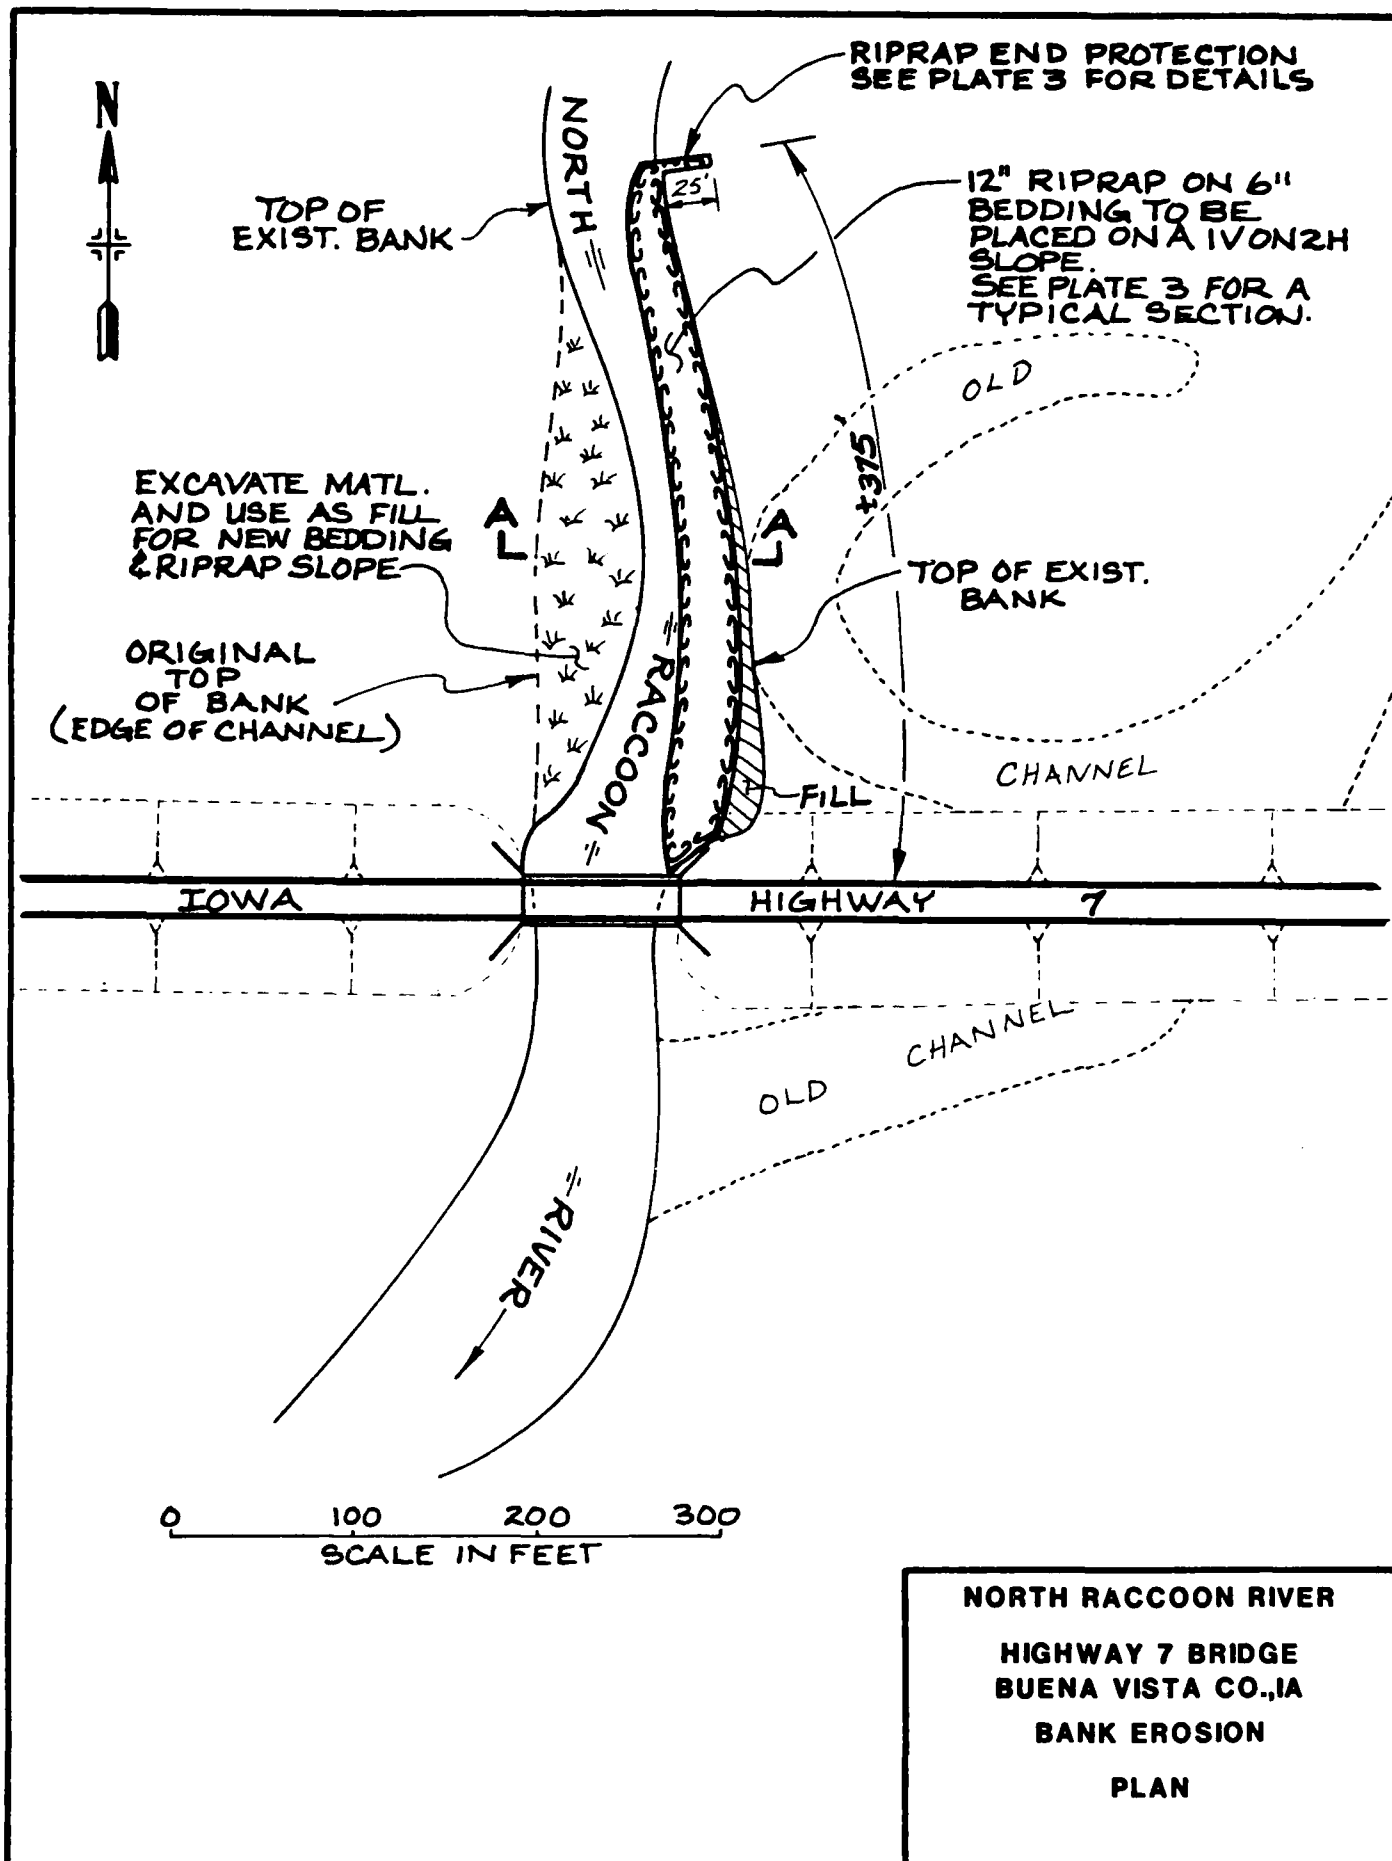 RIPRAP END PROTECTION
SEE PLATE 3 FOR DETAILS
N
NORTH
25'
12" RIPRAP ON 6"
BEDDING TO BE
PLACED ON A 1V ON 2H
SLOPE.
SEE PLATE 3 FOR A
TYPICAL SECTION.
TOP OF
EXIST. BANK
OLD
±375'
EXCAVATE MATL.
AND USE AS FILL
FOR NEW BEDDING
& RIPRAP SLOPE
A
A
TOP OF EXIST.
BANK
ORIGINAL
TOP
OF BANK
(EDGE OF CHANNEL)
RACCOON
CHANNEL
FILL
IOWA
HIGHWAY 7
CHANNEL
OLD
RIVER
0 100 200 300
SCALE IN FEET
NORTH RACCOON RIVER
HIGHWAY 7 BRIDGE
BUENA VISTA CO.,IA
BANK EROSION
PLAN